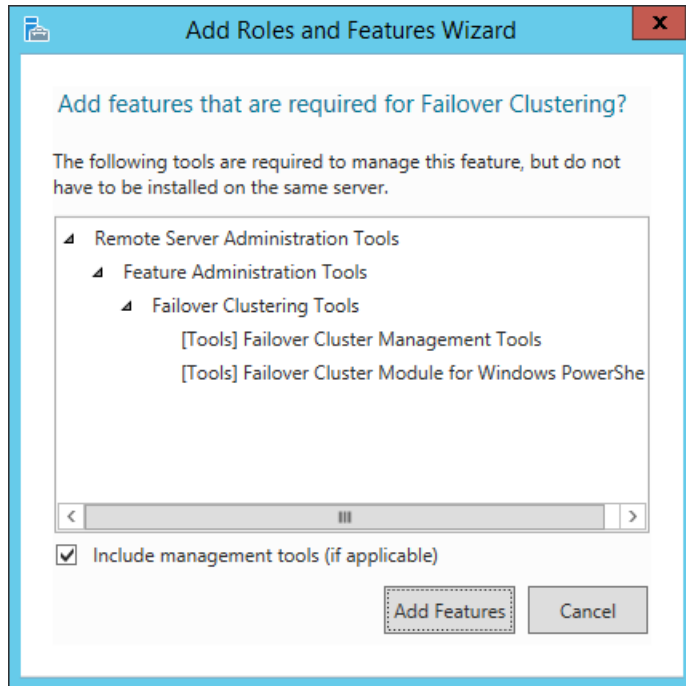 Add Roles and Features Wizard
x
Add features that are required for Failover Clustering?
The following tools are required to manage this feature, but do not
have to be installed on the same server.
Remote Server Administration Tools
Feature Administration Tools
Failover Clustering Tools
[Tools] Failover Cluster Management Tools
[Tools] Failover Cluster Module for Windows PowerShe
Include management tools (if applicable)
Add Features
Cancel